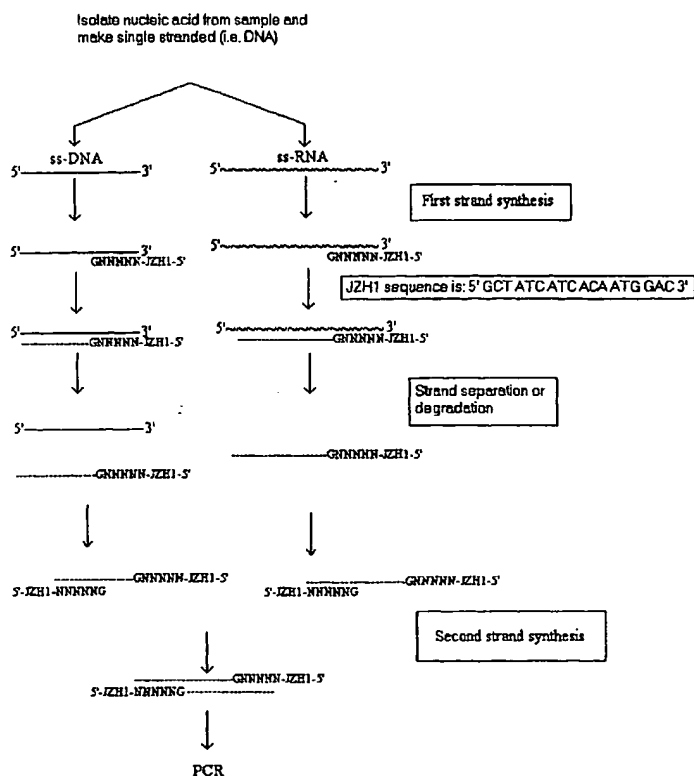 Isolate nucleic acid from sample and
make single stranded (i.e. DNA)
ss-DNA
ss-RNA
5' 3'
5' 3'
First strand synthesis
5' 3'
GNNNNN-JZH1-5'
5' 3'
GNNNNN-JZH1-5'
JZH1 sequence is: 5' GCT ATC ATC ACA ATG GAC 3'
5' 3'
GNNNNN-JZH1-5'
5' 3'
GNNNNN-JZH1-5'
Strand separation or
degradation
5' 3'
GNNNNN-JZH1-5'
GNNNNN-JZH1-5'
GNNNNN-JZH1-5'
5'-JZH1-NNNNNG
GNNNNN-JZH1-5'
5'-JZH1-NNNNNG
Second strand synthesis
GNNNNN-JZH1-5'
5'-JZH1-NNNNNG
PCR